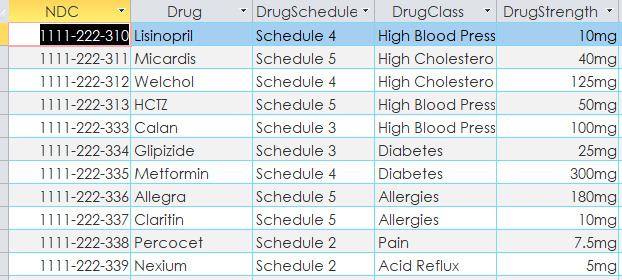 NDC Drug DrugSchedule DrugClass DrugStrength
1111-222-310 Lisinopril Schedule 4 High Blood Press 10mg
1111-222-311 Micardis Schedule 5 High Cholestero 40mg
1111-222-312 Welchol Schedule 4 High Cholestero 125mg
1111-222-313 HCTZ Schedule 5 High Blood Press 50mg
1111-222-333 Calan Schedule 3 High Blood Press 100mg
1111-222-334 Glipizide Schedule 3 Diabetes 25mg
1111-222-335 Metformin Schedule 4 Diabetes 300mg
1111-222-336 Allegra Schedule 5 Allergies 180mg
1111-222-337 Claritin Schedule 5 Allergies 10mg
1111-222-338 Percocet Schedule 2 Pain 7.5mg
1111-222-339 Nexium Schedule 2 Acid Reflux 5mg